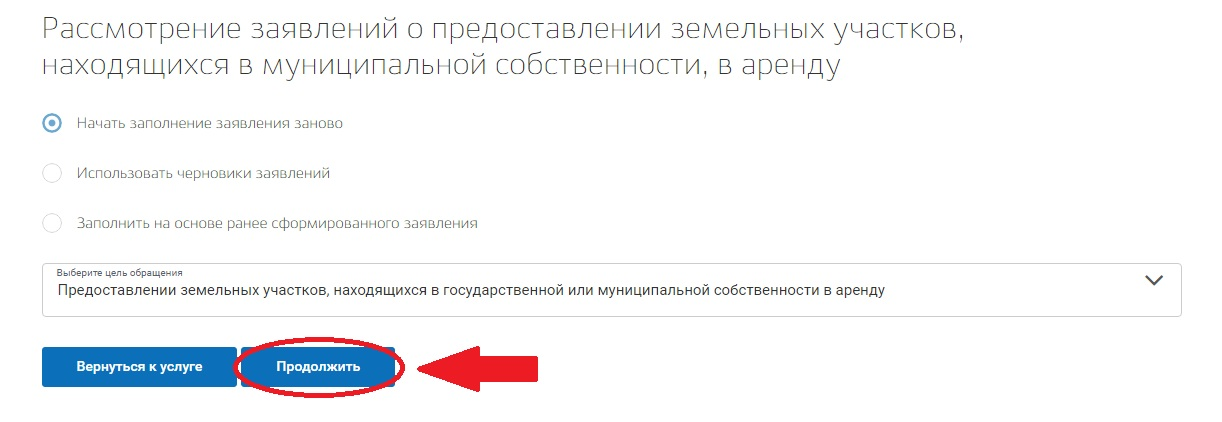 Рассмотрение заявлений о предоставлении земельных участков,
находящихся в муниципальной собственности, в аренду
Начать заполнение заявления заново
Использовать черновики заявлений
Заполнить на основе ранее сформированного заявления
Выберите цель обращения
Предоставлении земельных участков, находящихся в государственной или муниципальной собственности в аренду
Вернуться к услуге
Продолжить